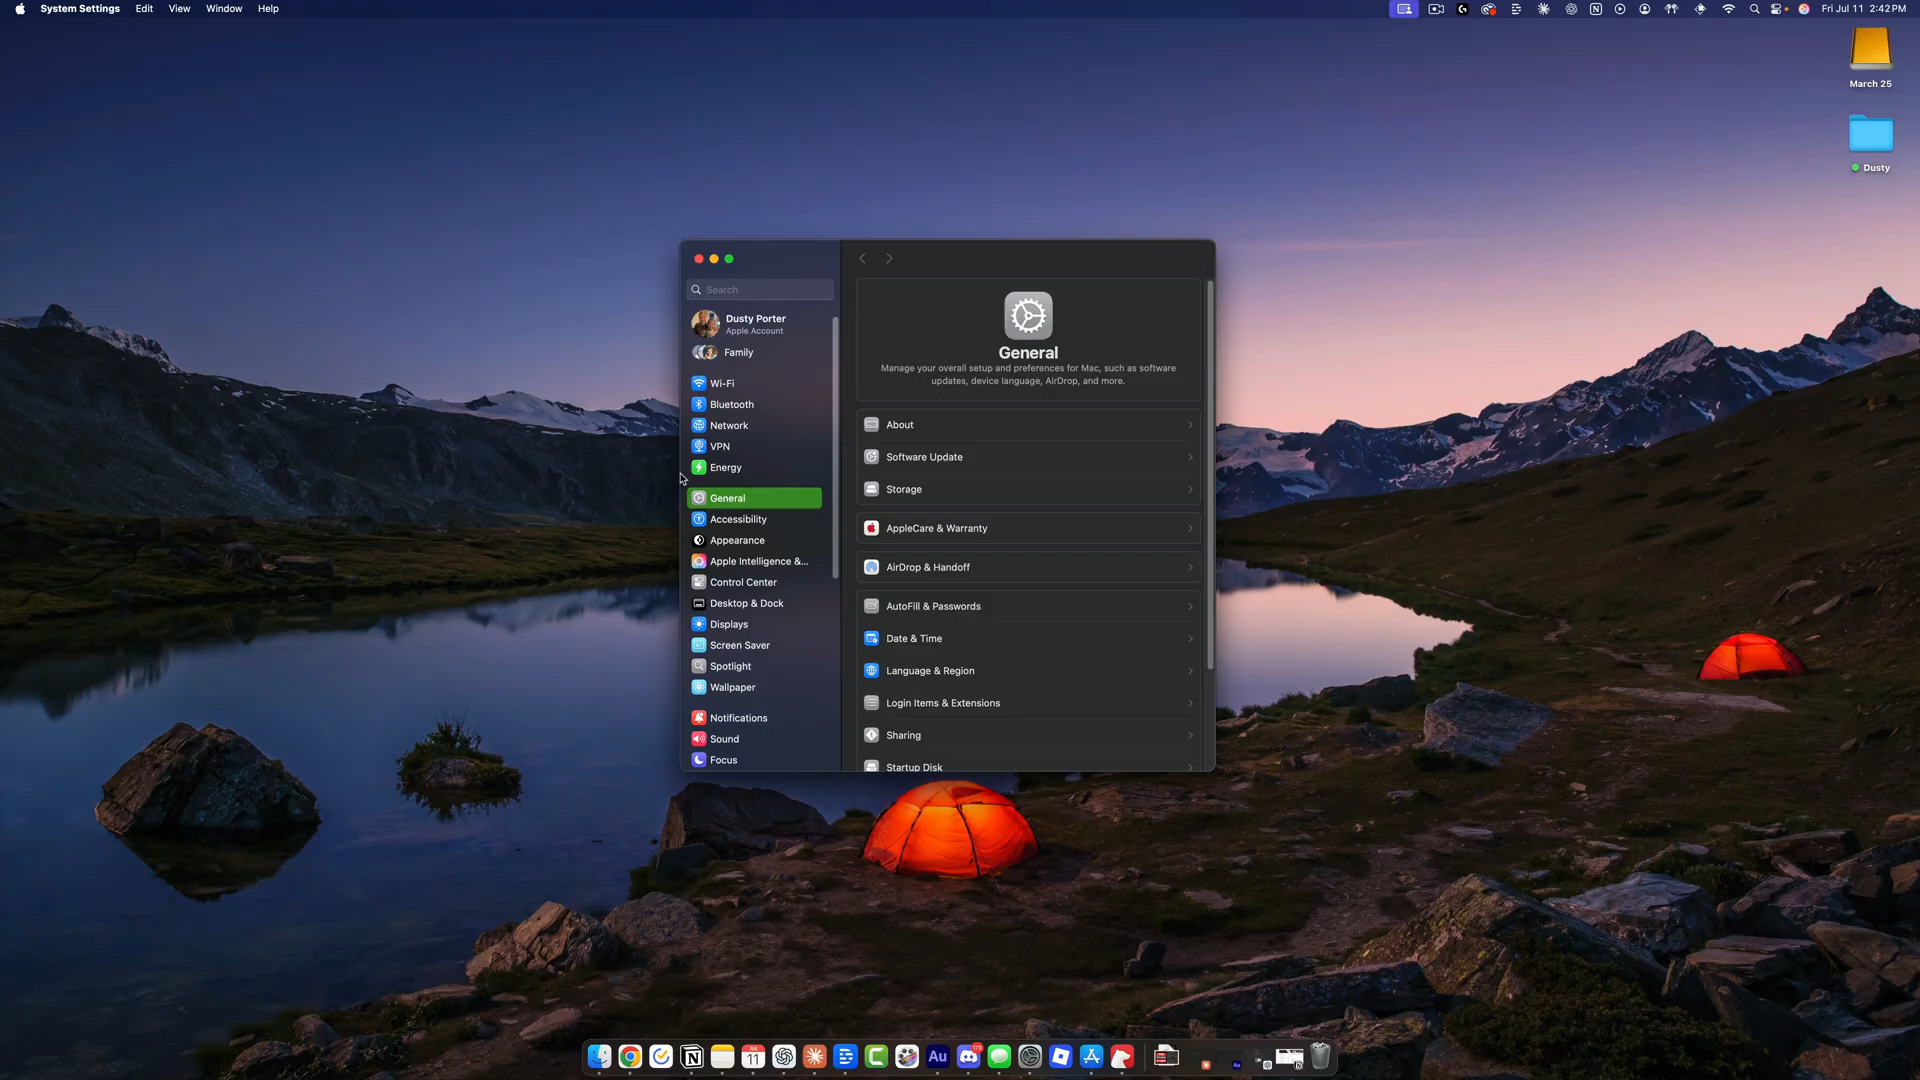 System Settings Edit View Window Help
Fri Jul 11 2:42 PM
March 25
Dusty
Search
Dusty Porter
Apple Account
Family
Wi-Fi
Bluetooth
Network
VPN
Energy
General
Accessibility
Appearance
Apple Intelligence &...
Control Center
Desktop & Dock
Displays
Screen Saver
Spotlight
Wallpaper
Notifications
Sound
Focus
General
Manage your overall setup and preferences for Mac, such as software
updates, device language, AirDrop, and more.
About
Software Update
Storage
AppleCare & Warranty
AirDrop & Handoff
AutoFill & Passwords
Date & Time
Language & Region
Login Items & Extensions
Sharing
Startup Disk
JUL
11
Au
173